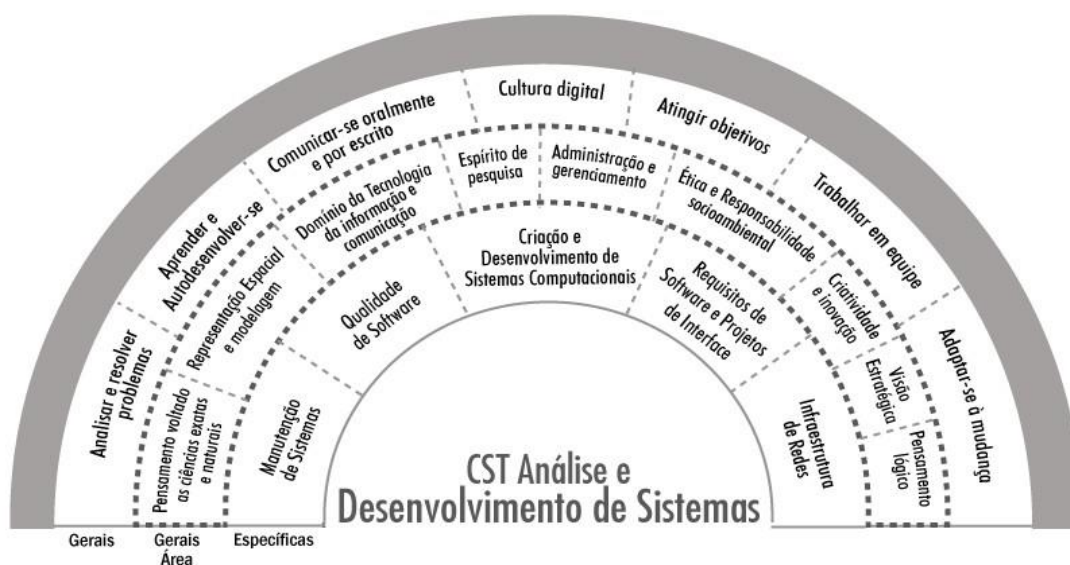 Analisar e resolver
problemas
Aprender e
Autodesenvolver-se
Comunicar-se oralmente
e por escrito
Cultura digital
Atingir objetivos
Trabalhar em equipe
Adaptar-se à mudança
Pensamento voltado
as ciências exatas
e naturais
Representação Espacial
e modelagem
Domínio da Tecnologia
da informação e
comunicação
Espírito de
pesquisa
Administração e
gerenciamento
Ética e Responsabilidade
socioambiental
Criatividade
e inovação
Visão
Estratégica
Pensamento
lógico
Manutenção
de Sistemas
Qualidade
de Software
Criação e
Desenvolvimento de
Sistemas Computacionais
Requisitos de
Software e Projetos
de Interface
Infraestrutura
de Redes
CST Análise e
Desenvolvimento de Sistemas
Gerais
Gerais
Área
Específicas